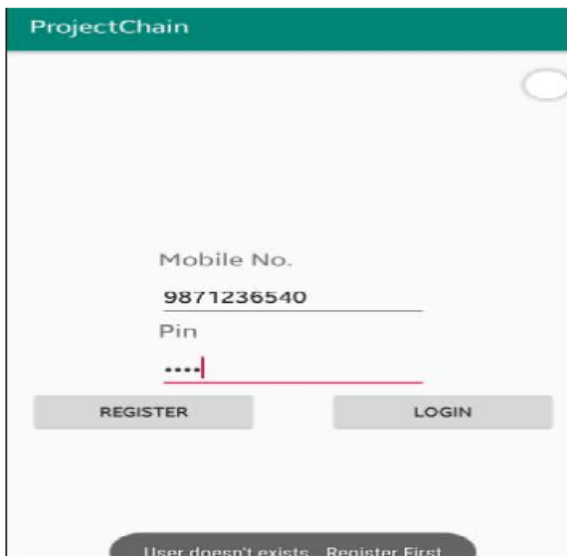 ProjectChain
Mobile No.
9871236540
Pin
••••
REGISTER LOGIN
User doesn't exists.. Register First